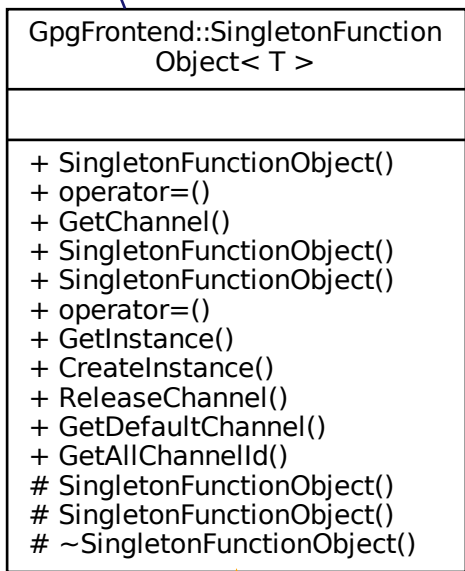 GpgFrontend::SingletonFunction
Object< T >
+ SingletonFunctionObject()
+ operator=()
+ GetChannel()
+ SingletonFunctionObject()
+ SingletonFunctionObject()
+ operator=()
+ GetInstance()
+ CreateInstance()
+ ReleaseChannel()
+ GetDefaultChannel()
+ GetAllChannelId()
# SingletonFunctionObject()
# SingletonFunctionObject()
# ~SingletonFunctionObject()